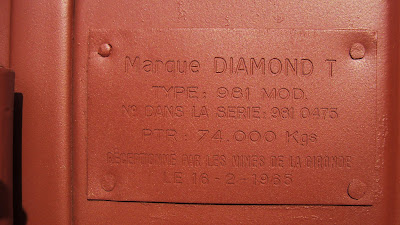 Marque DIAMOND T
TYPE: 981 MOD.
No DANS LA SERIE: 981 0475
PTR: 74.000 Kgs
RÉCEPTIONNÉ PAR LES MINES DE LA GIRONDE
LE 16-2-1965